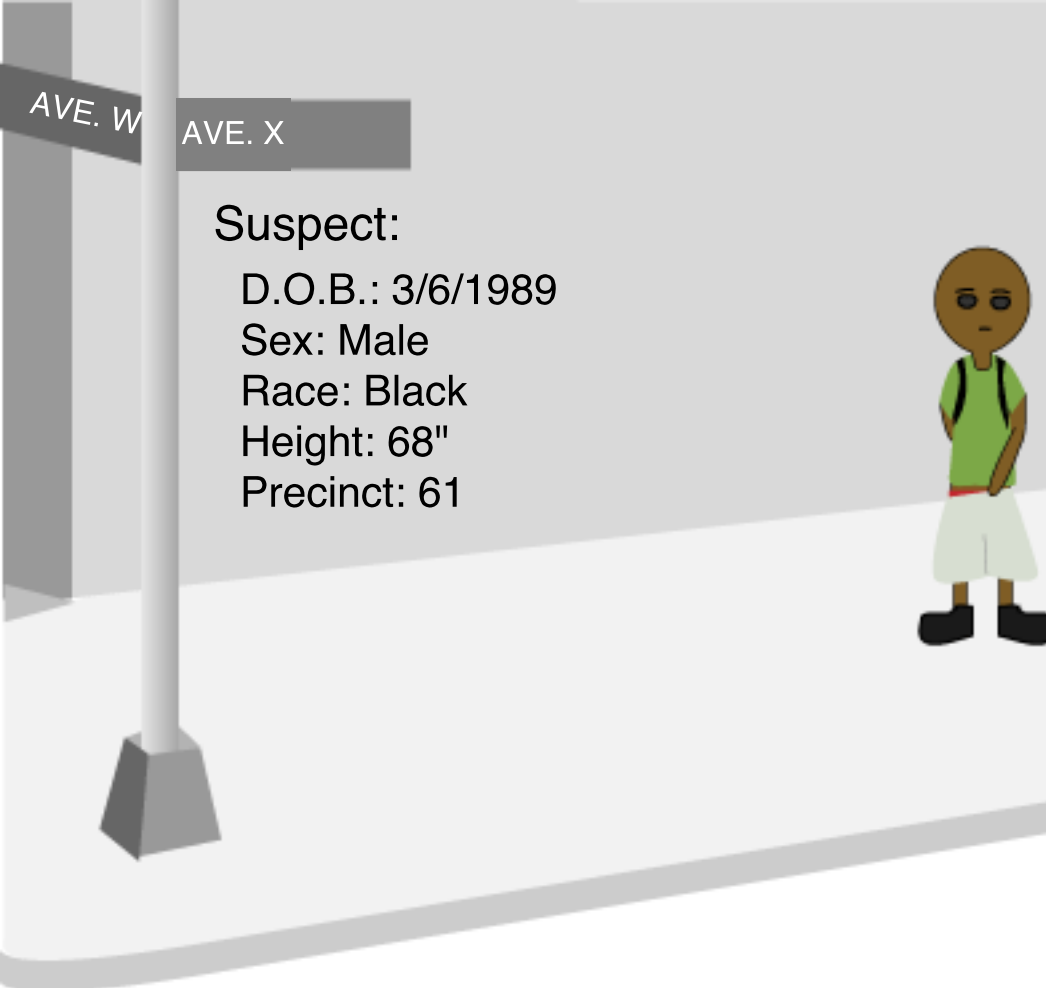 AVE. W
AVE. X
Suspect:
D.O.B.: 3/6/1989
Sex: Male
Race: Black
Height: 68"
Precinct: 61